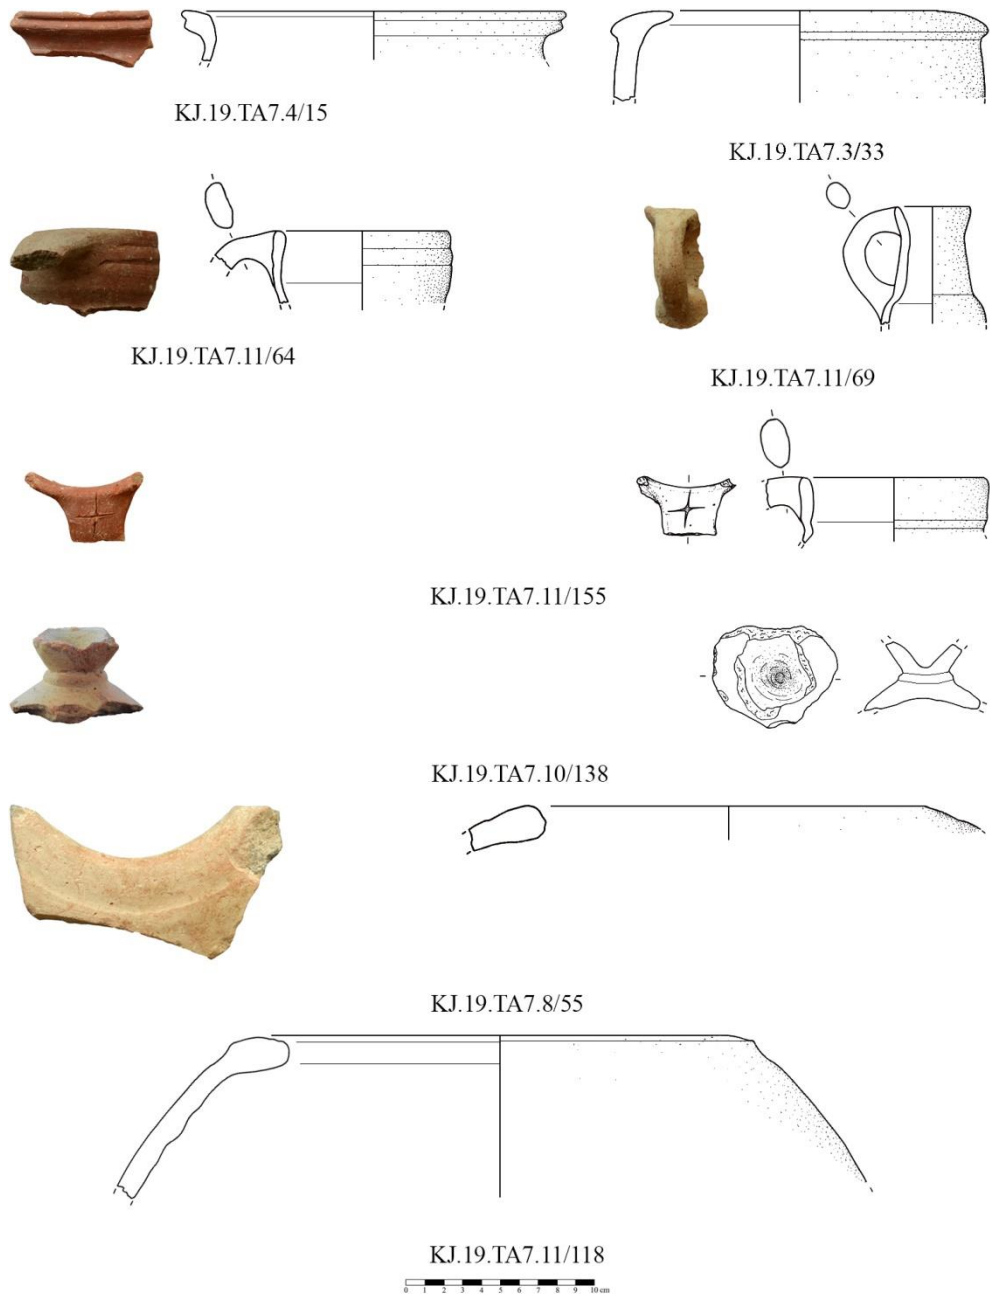 KJ.19.TA7.4/15
KJ.19.TA7.3/33
KJ.19.TA7.11/64
KJ.19.TA7.11/69
KJ.19.TA7.11/155
KJ.19.TA7.10/138
KJ.19.TA7.8/55
KJ.19.TA7.11/118
0 1 2 3 4 5 6 7 8 9 10 cm